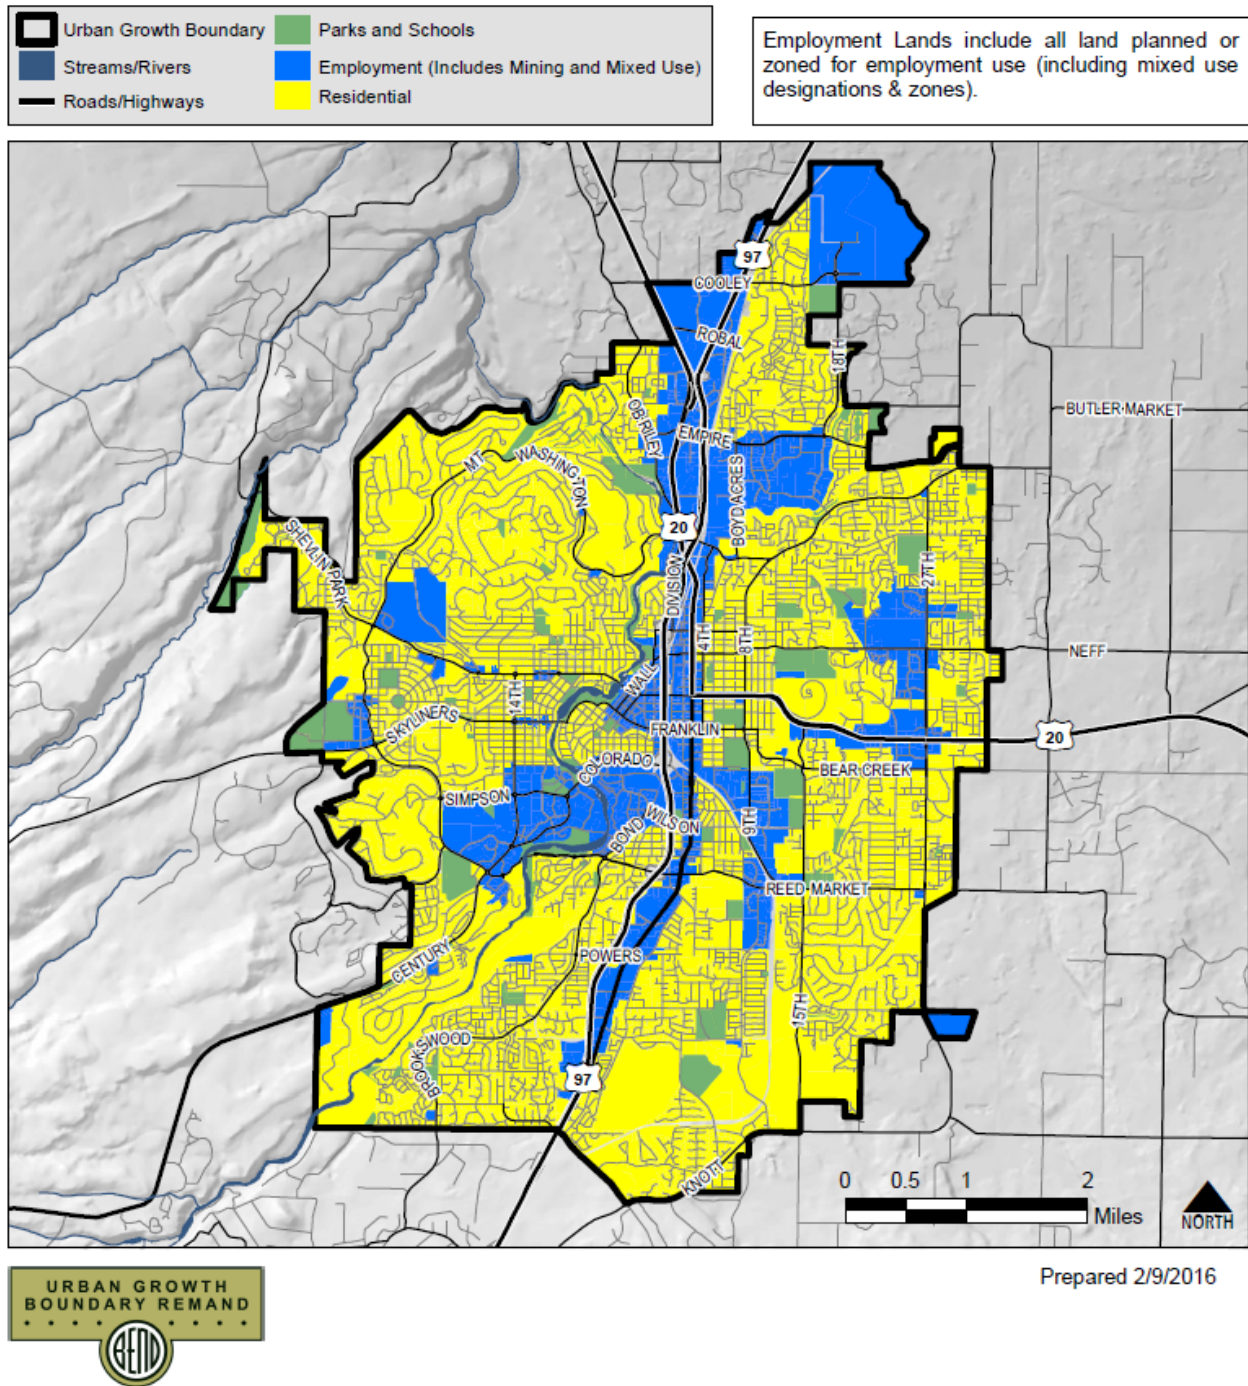 Urban Growth Boundary
Parks and Schools
Streams/Rivers
Employment (Includes Mining and Mixed Use)
Roads/Highways
Residential
Employment Lands include all land planned or
zoned for employment use (including mixed use
designations & zones).
97
COOLEY
ROBAL
18TH
BUTLER MARKET
OB RILEY
EMPIRE
MT
WASHINGTON
BOYD ACRES
20
SHEVLIN PARK
DIVISION
27TH
4TH
8TH
NEFF
WALL
14TH
SKYLINERS
FRANKLIN
20
COLORADO
BEAR CREEK
SIMPSON
BOND
WILSON
9TH
REED MARKET
CENTURY
POWERS
15TH
BROOKSWOOD
97
KNOTT
0 0.5 1 2
Miles
NORTH
Prepared 2/9/2016
URBAN GROWTH
BOUNDARY REMAND
BEND